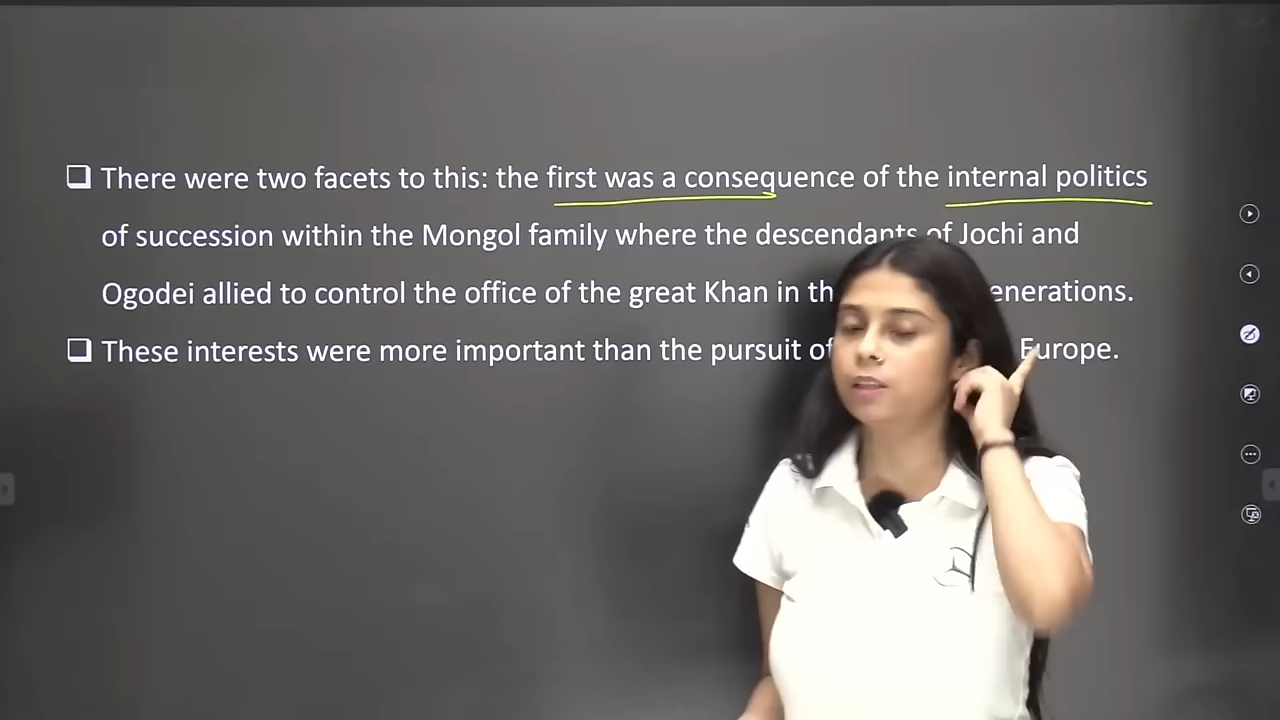 ❑ There were two facets to this: the first was a consequence of the internal politics
of succession within the Mongol family where the descendants of Jochi and
Ogodei allied to control the office of the great Khan in th enerations.
❑ These interests were more important than the pursuit of Europe.